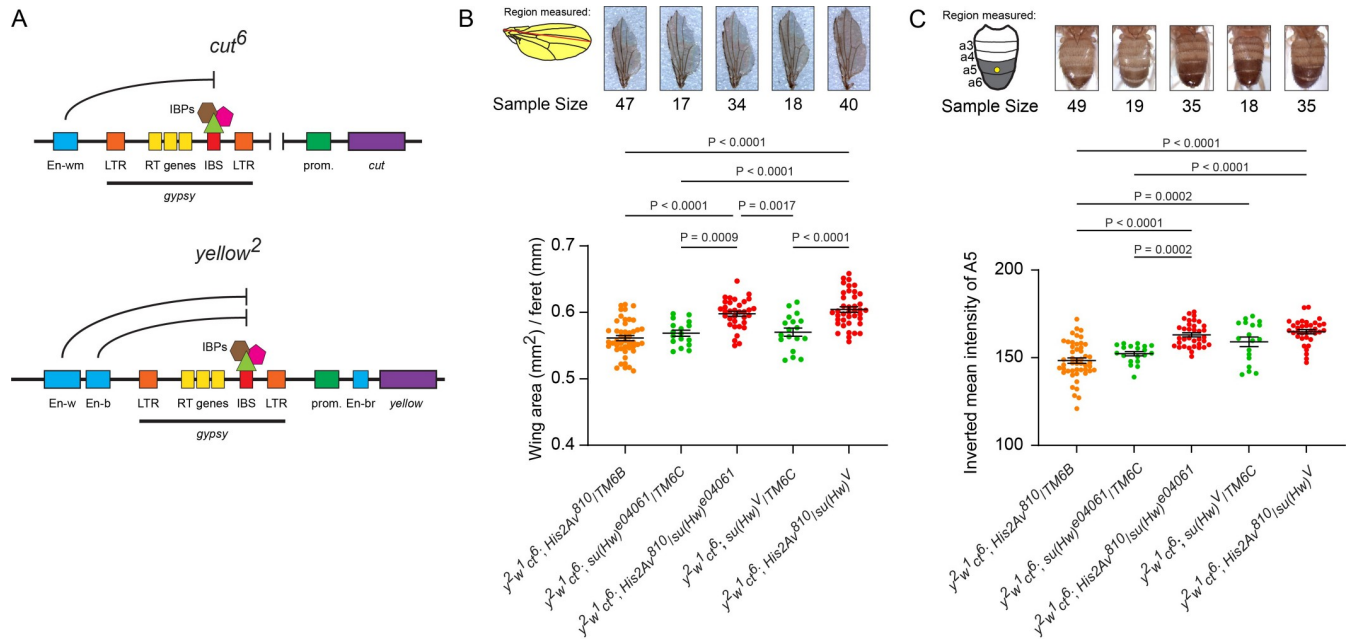 A
cut6
IBPs
En-wm
LTR
RT genes
IBS
LTR
prom.
cut
gypsy
yellow2
IBPs
En-w
En-b
LTR
RT genes
IBS
LTR
prom.
En-br
yellow
gypsy
B
Region measured:
Sample Size
47
17
34
18
40
P < 0.0001
P < 0.0001
P < 0.0001
P = 0.0017
P = 0.0009
P < 0.0001
Wing area (mm2) / feret (mm)
0.7
0.6
0.5
0.4
y2w1ct6; His2Av810/TM6B
y2w1ct6; su(Hw)e04061/TM6C
y2w1ct6; His2Av810/su(Hw)e04061
y2w1ct6; su(Hw)V/TM6C
y2w1ct6; His2Av810/su(Hw)V
C
Region measured:
a3
a4
a5
a6
Sample Size
49
19
35
18
35
P < 0.0001
P < 0.0001
P = 0.0002
P < 0.0001
P = 0.0002
Inverted mean intensity of A5
200
150
100
y2w1ct6; His2Av810/TM6B
y2w1ct6; su(Hw)e04061/TM6C
y2w1ct6; His2Av810/su(Hw)e04061
y2w1ct6; su(Hw)V/TM6C
y2w1ct6; His2Av810/su(Hw)V